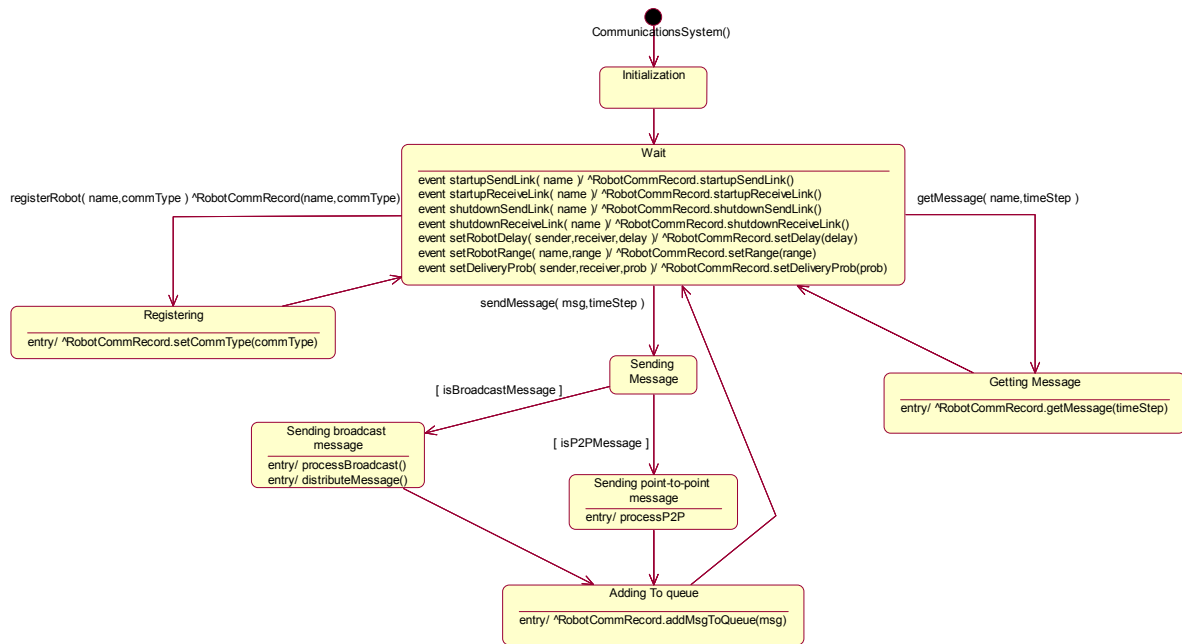 CommunicationsSystem()
Initialization
Wait
event startupSendLink( name )/ ^RobotCommRecord.startupSendLink()
event startupReceiveLink( name )/ ^RobotCommRecord.startupReceiveLink()
event shutdownSendLink( name )/ ^RobotCommRecord.shutdownSendLink()
event shutdownReceiveLink( name )/ ^RobotCommRecord.shutdownReceiveLink()
event setRobotDelay( sender,receiver,delay )/ ^RobotCommRecord.setDelay(delay)
event setRobotRange( name,range )/ ^RobotCommRecord.setRange(range)
event setDeliveryProb( sender,receiver,prob )/ ^RobotCommRecord.setDeliveryProb(prob)
registerRobot( name,commType ) ^RobotCommRecord(name,commType)
getMessage( name,timeStep )
sendMessage( msg,timeStep )
Registering
entry/ ^RobotCommRecord.setCommType(commType)
Sending
Message
Getting Message
entry/ ^RobotCommRecord.getMessage(timeStep)
[ isBroadcastMessage ]
[ isP2PMessage ]
Sending broadcast
message
entry/ processBroadcast()
entry/ distributeMessage()
Sending point-to-point
message
entry/ processP2P
Adding To queue
entry/ ^RobotCommRecord.addMsgToQueue(msg)